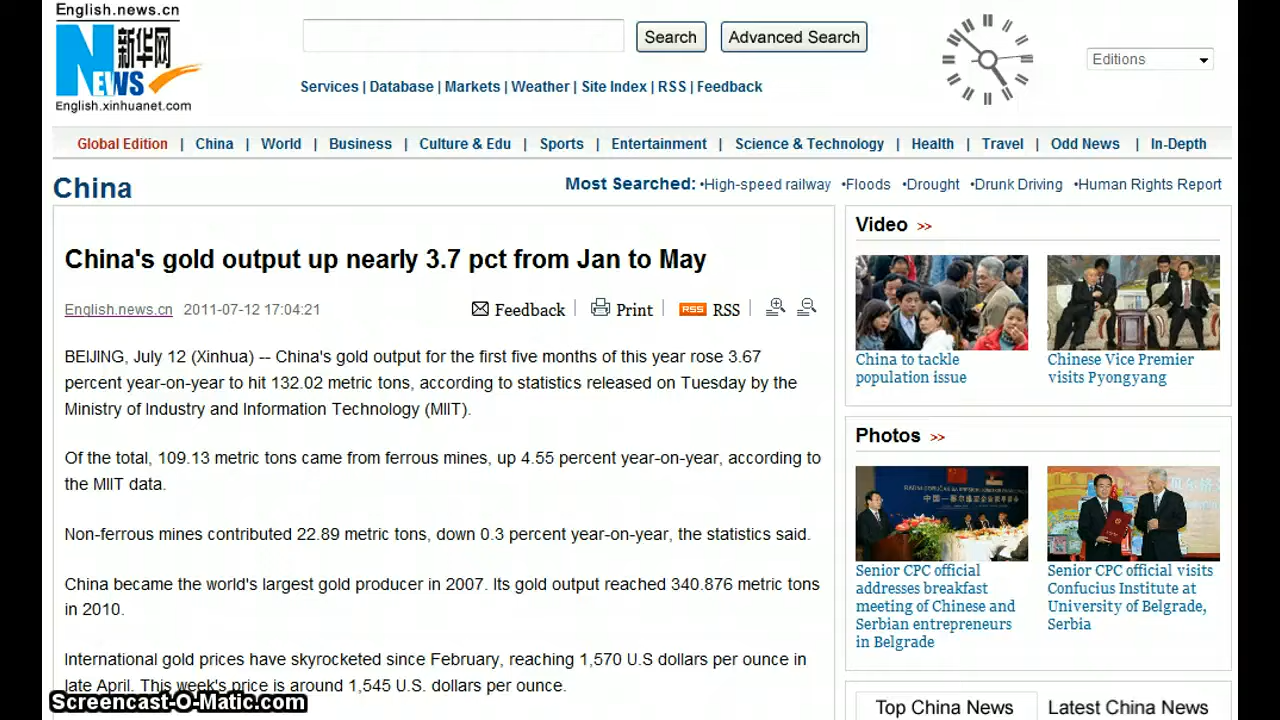 English.news.cn
新华网
NEWS
English.xinhuanet.com
Search
Advanced Search
Editions
Services | Database | Markets | Weather | Site Index | RSS | Feedback
Global Edition | China | World | Business | Culture & Edu | Sports | Entertainment | Science & Technology | Health | Travel | Odd News | In-Depth
China
Most Searched: •High-speed railway •Floods •Drought •Drunk Driving •Human Rights Report
China's gold output up nearly 3.7 pct from Jan to May
English.news.cn 2011-07-12 17:04:21
Feedback | Print | RSS RSS |
BEIJING, July 12 (Xinhua) -- China's gold output for the first five months of this year rose 3.67
percent year-on-year to hit 132.02 metric tons, according to statistics released on Tuesday by the
Ministry of Industry and Information Technology (MIIT).
Of the total, 109.13 metric tons came from ferrous mines, up 4.55 percent year-on-year, according to
the MIIT data.
Non-ferrous mines contributed 22.89 metric tons, down 0.3 percent year-on-year, the statistics said.
China became the world's largest gold producer in 2007. Its gold output reached 340.876 metric tons
in 2010.
International gold prices have skyrocketed since February, reaching 1,570 U.S dollars per ounce in
late April. This week's price is around 1,545 U.S. dollars per ounce.
Screencast-O-Matic.com
Video >>
China to tackle
population issue
Chinese Vice Premier
visits Pyongyang
Photos >>
Senior CPC official
addresses breakfast
meeting of Chinese and
Serbian entrepreneurs
in Belgrade
Senior CPC official visits
Confucius Institute at
University of Belgrade,
Serbia
Top China News
Latest China News